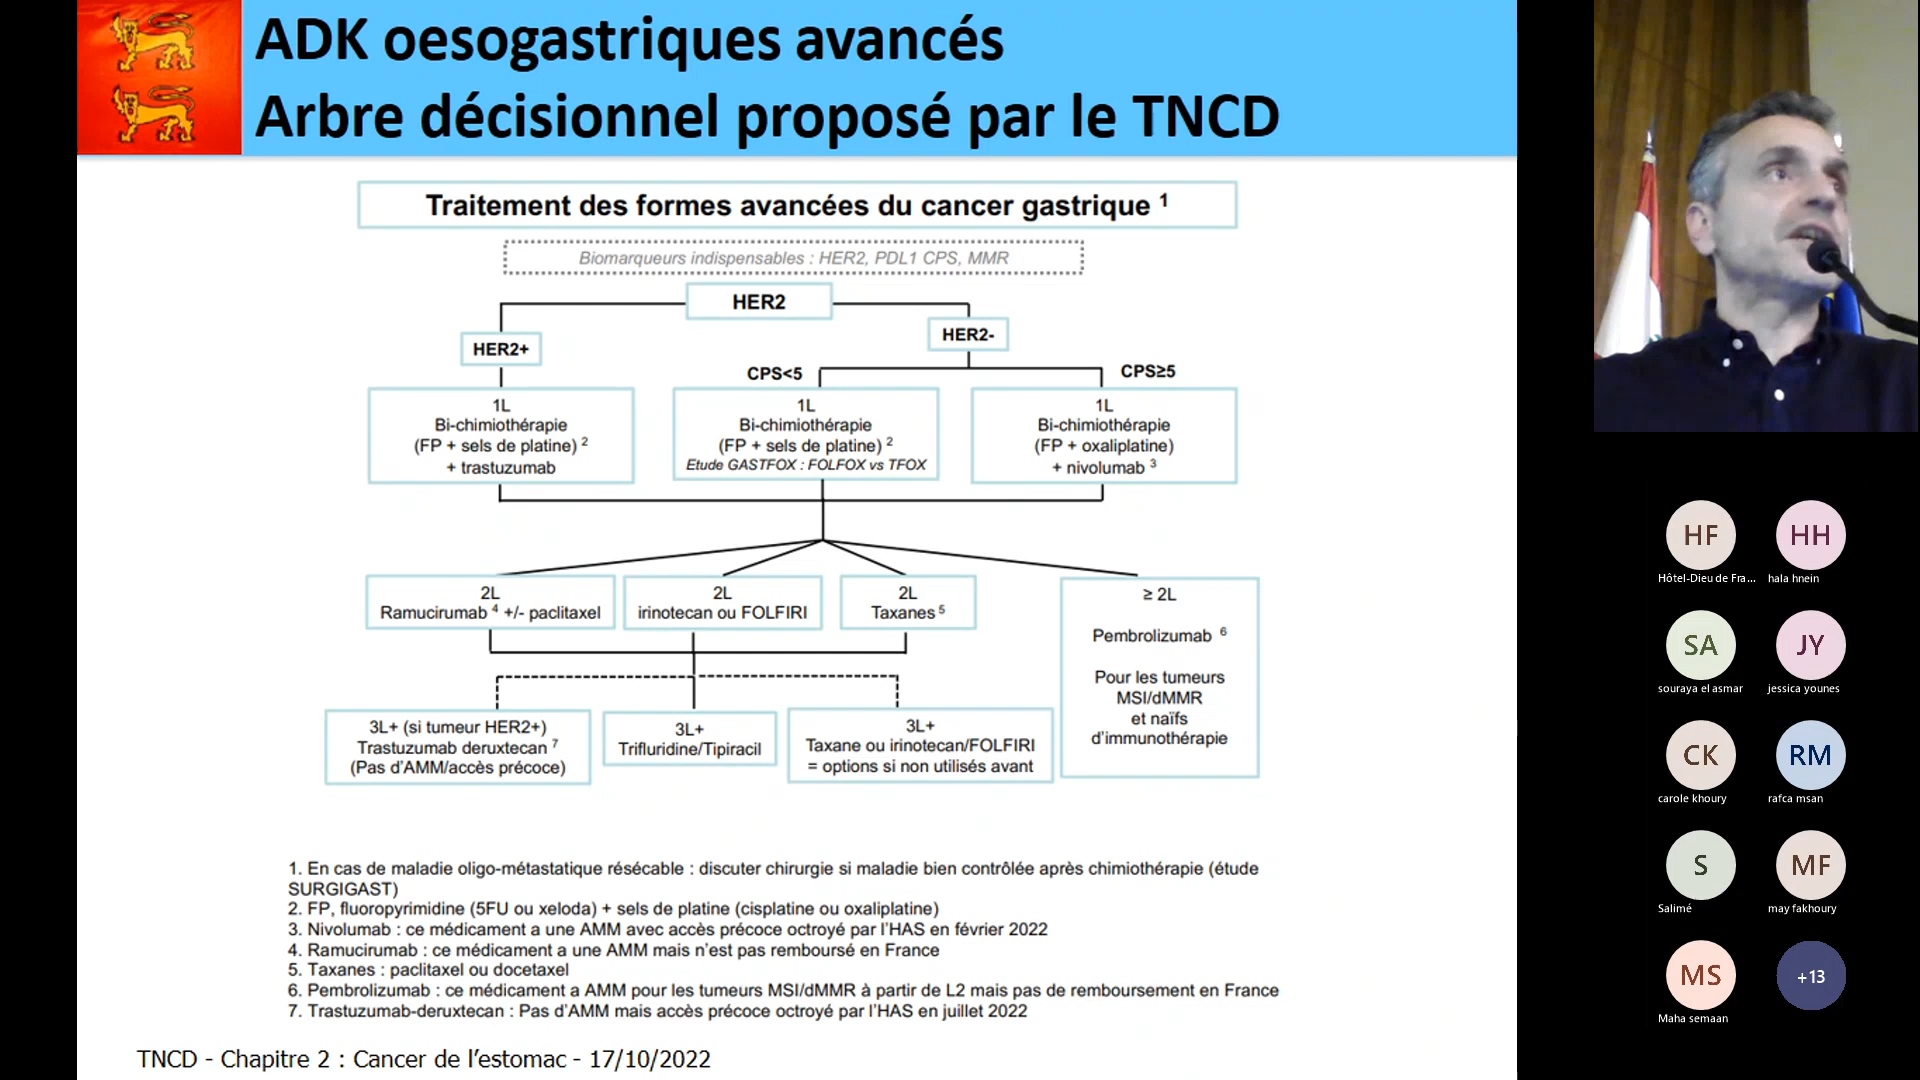 ADK oesogastriques avancés
Arbre décisionnel proposé par le TNCD
Traitement des formes avancées du cancer gastrique 1
Biomarqueurs indispensables : HER2, PDL1 CPS, MMR
HER2
HER2+
HER2-
CPS<5
CPS≥5
1L
Bi-chimiothérapie
(FP + sels de platine) 2
+ trastuzumab
1L
Bi-chimiothérapie
(FP + sels de platine) 2
Etude GASTFOX : FOLFOX vs TFOX
1L
Bi-chimiothérapie
(FP + oxaliplatine)
+ nivolumab 3
2L
Ramucirumab 4 +/- paclitaxel
2L
irinotecan ou FOLFIRI
2L
Taxanes 5
≥ 2L
Pembrolizumab 6
Pour les tumeurs
MSI/dMMR
et naïfs
d’immunothérapie
3L+ (si tumeur HER2+)
Trastuzumab deruxtecan 7
(Pas d’AMM/accès précoce)
3L+
Trifluridine/Tipiracil
3L+
Taxane ou irinotecan/FOLFIRI
= options si non utilisés avant
1. En cas de maladie oligo-métastatique résécable : discuter chirurgie si maladie bien contrôlée après chimiothérapie (étude
SURGIGAST)
2. FP, fluoropyrimidine (5FU ou xeloda) + sels de platine (cisplatine ou oxaliplatine)
3. Nivolumab : ce médicament a une AMM avec accès précoce octroyé par l’HAS en février 2022
4. Ramucirumab : ce médicament a une AMM mais n’est pas remboursé en France
5. Taxanes : paclitaxel ou docetaxel
6. Pembrolizumab : ce médicament a AMM pour les tumeurs MSI/dMMR à partir de L2 mais pas de remboursement en France
7. Trastuzumab-deruxtecan : Pas d’AMM mais accès précoce octroyé par l’HAS en juillet 2022
TNCD - Chapitre 2 : Cancer de l’estomac - 17/10/2022
HF
Hôtel-Dieu de Fra...
HH
hala hnein
SA
souraya el asmar
JY
jessica younes
CK
carole khoury
RM
rafca msan
S
Salimé
MF
may fakhoury
MS
Maha semaan
+13